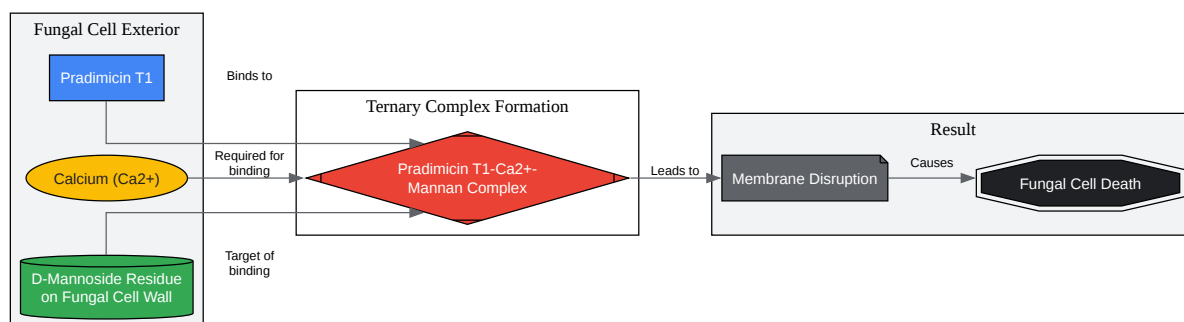 Fungal Cell Exterior
Pradimicin T1
Binds to
Ternary Complex Formation
Calcium (Ca2+)
Required for
binding
Pradimicin T1-Ca2+-
Mannan Complex
Leads to
Result
Membrane Disruption
Causes
Fungal Cell Death
Target of
binding
D-Mannoside Residue
on Fungal Cell Wall